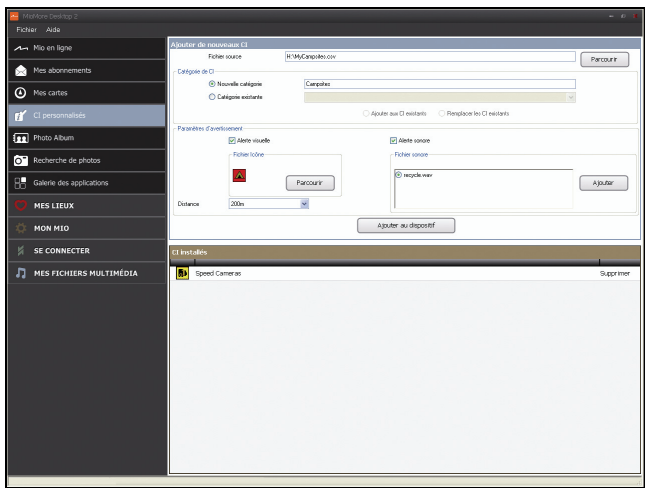 MioMore Desktop 2
Fichier Aide
Mio en ligne
Mes abonnements
Mes cartes
CI personnalisés
Photo Album
Recherche de photos
Galerie des applications
MES LIEUX
MON MIO
SE CONNECTER
MES FICHIERS MULTIMÉDIA
Ajouter de nouveaux CI
Fichier source H:\MyCampsites.csv Parcourir
Catégorie de CI
Nouvelle catégorie Campsites
Catégorie existante
Ajouter aux CI existants Remplacer les CI existants
Paramètres d'avertissement
Alerte visuelle Alerte sonore
Fichier Icône Fichier sonore
recycle.wav
Parcourir Ajouter
Distance 200m
Ajouter au dispositif
CI installés
Speed Cameras Supprimer